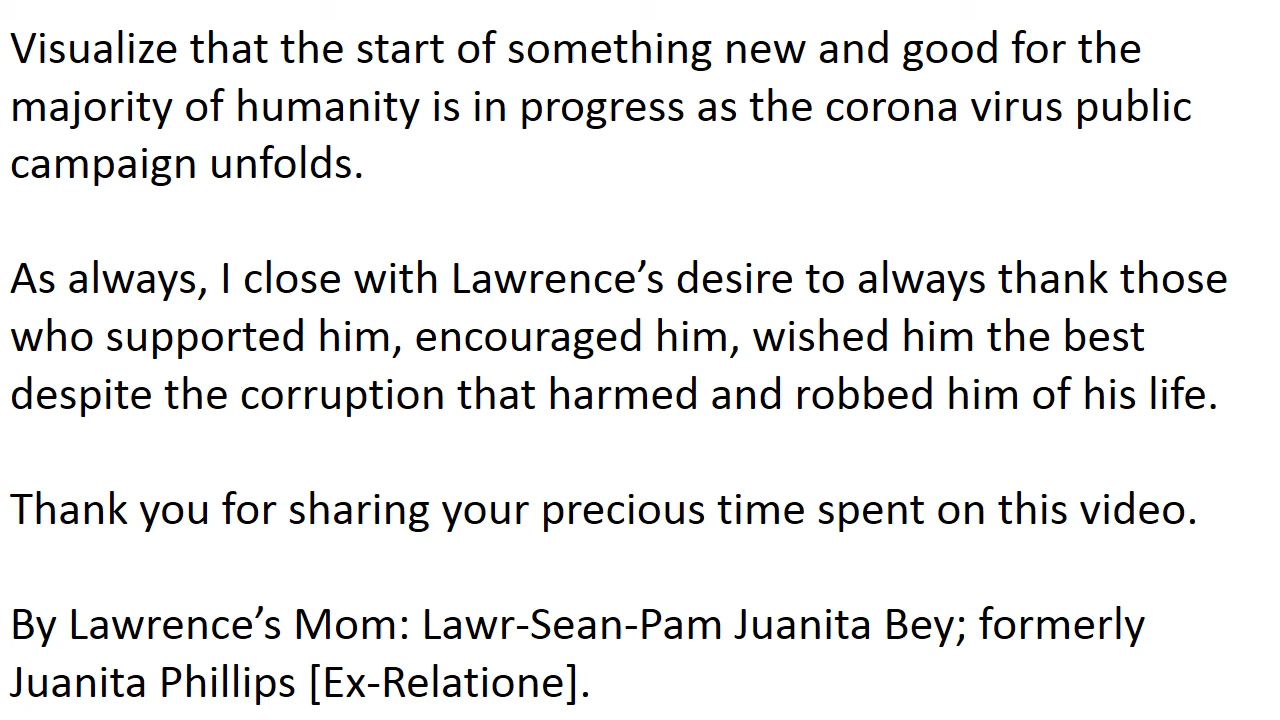 Visualize that the start of something new and good for the
majority of humanity is in progress as the corona virus public
campaign unfolds.
As always, I close with Lawrence’s desire to always thank those
who supported him, encouraged him, wished him the best
despite the corruption that harmed and robbed him of his life.
Thank you for sharing your precious time spent on this video.
By Lawrence’s Mom: Lawr-Sean-Pam Juanita Bey; formerly
Juanita Phillips [Ex-Relatione].